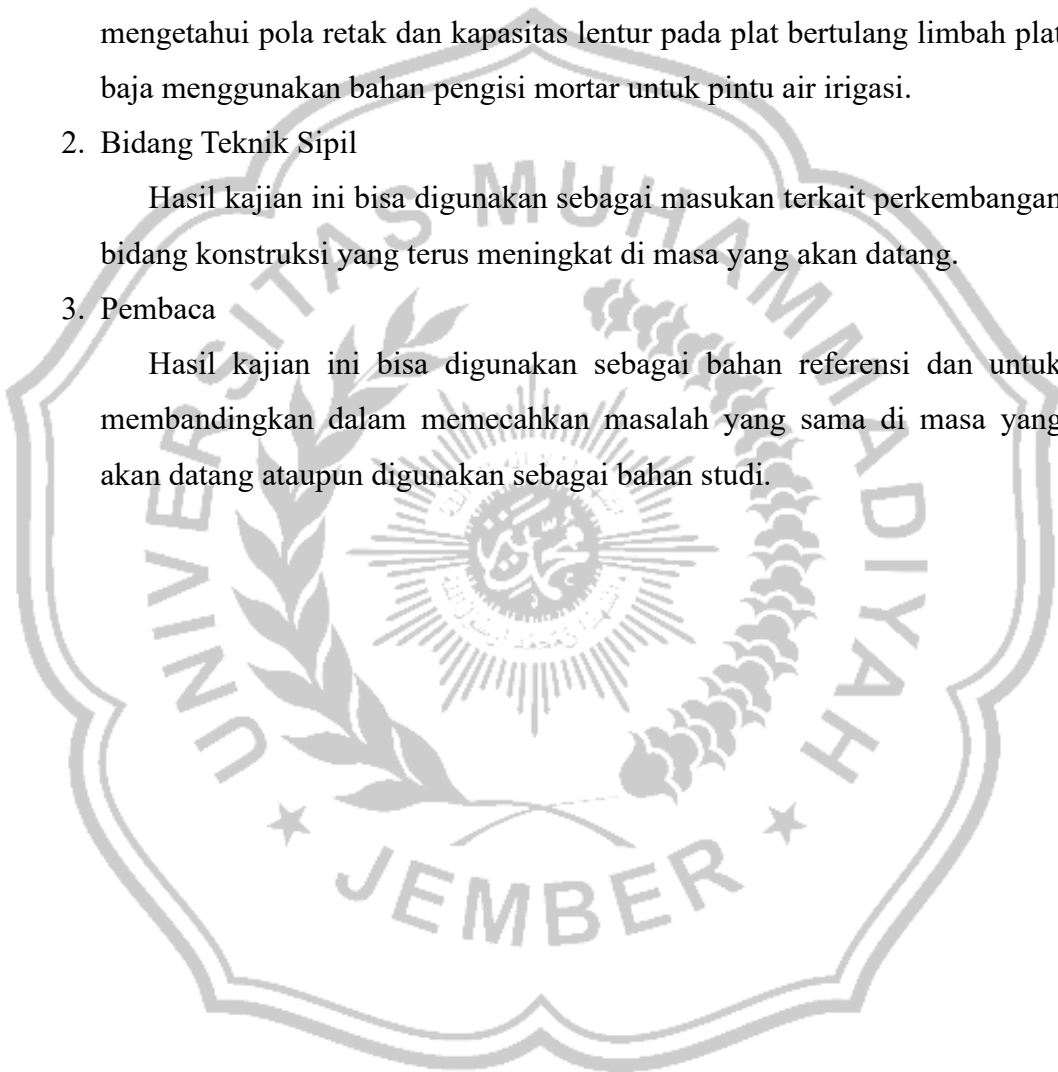 mengetahui pola retak dan kapasitas lentur pada plat bertulang limbah plat
baja menggunakan bahan pengisi mortar untuk pintu air irigasi.
2. Bidang Teknik Sipil
Hasil kajian ini bisa digunakan sebagai masukan terkait perkembangan
bidang konstruksi yang terus meningkat di masa yang akan datang.
3. Pembaca
Hasil kajian ini bisa digunakan sebagai bahan referensi dan untuk
membandingkan dalam memecahkan masalah yang sama di masa yang
akan datang ataupun digunakan sebagai bahan studi.
UNIVERSITAS MUHAMMADIYAH
JEMBER